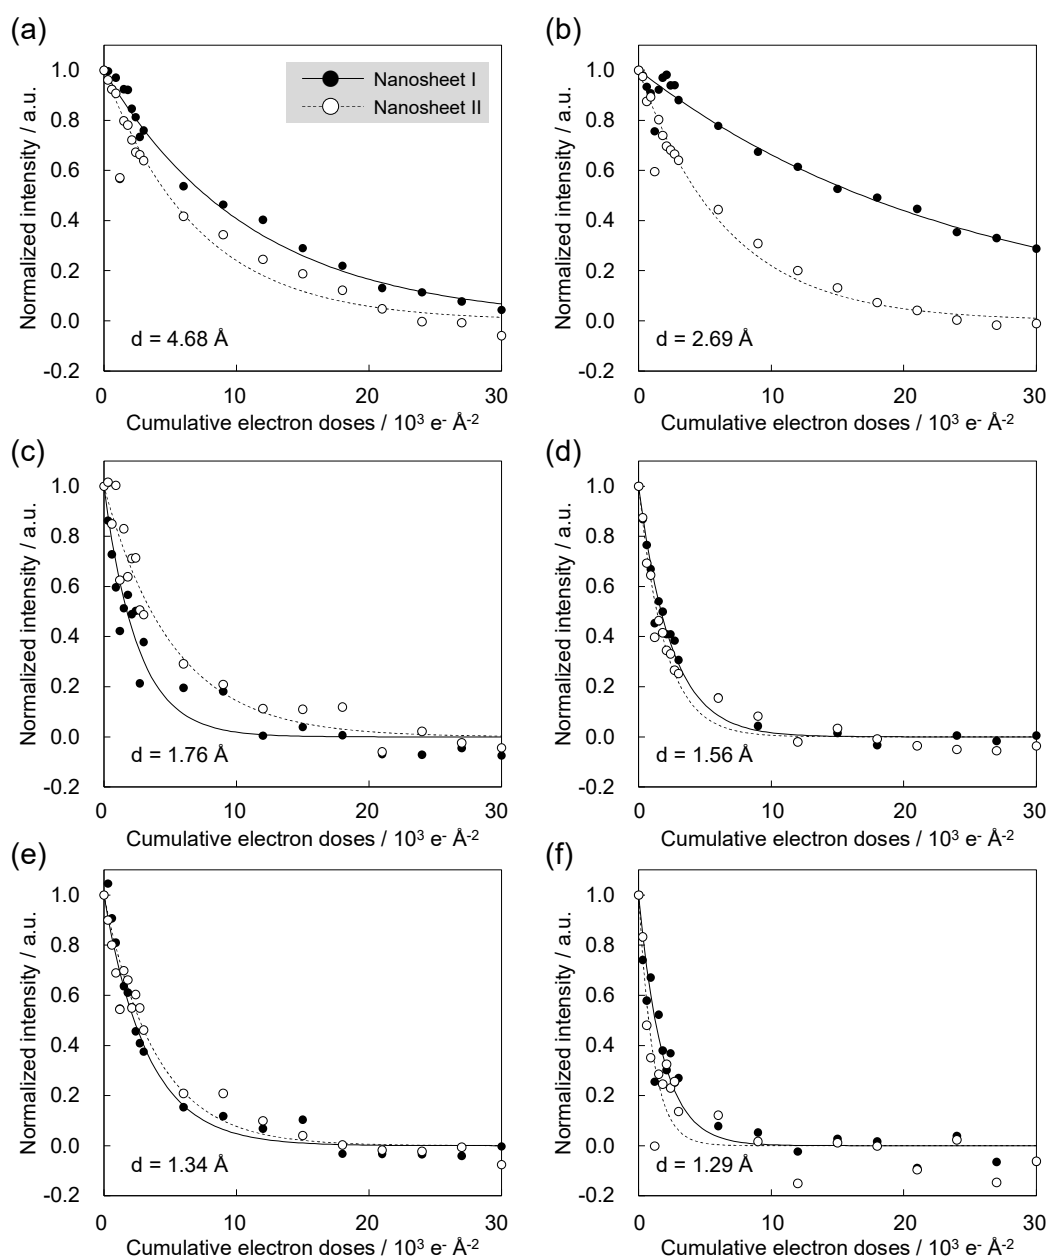 (a)
Normalized intensity / a.u.
1.0
0.8
0.6
0.4
0.2
0.0
-0.2
Nanosheet I
Nanosheet II
d = 4.68 Å
0 10 20 30
Cumulative electron doses / 10³ e⁻ Å⁻²
(b)
Normalized intensity / a.u.
1.0
0.8
0.6
0.4
0.2
0.0
-0.2
d = 2.69 Å
0 10 20 30
Cumulative electron doses / 10³ e⁻ Å⁻²
(c)
Normalized intensity / a.u.
1.0
0.8
0.6
0.4
0.2
0.0
-0.2
d = 1.76 Å
0 10 20 30
Cumulative electron doses / 10³ e⁻ Å⁻²
(d)
Normalized intensity / a.u.
1.0
0.8
0.6
0.4
0.2
0.0
-0.2
d = 1.56 Å
0 10 20 30
Cumulative electron doses / 10³ e⁻ Å⁻²
(e)
Normalized intensity / a.u.
1.0
0.8
0.6
0.4
0.2
0.0
-0.2
d = 1.34 Å
0 10 20 30
Cumulative electron doses / 10³ e⁻ Å⁻²
(f)
Normalized intensity / a.u.
1.0
0.8
0.6
0.4
0.2
0.0
-0.2
d = 1.29 Å
0 10 20 30
Cumulative electron doses / 10³ e⁻ Å⁻²